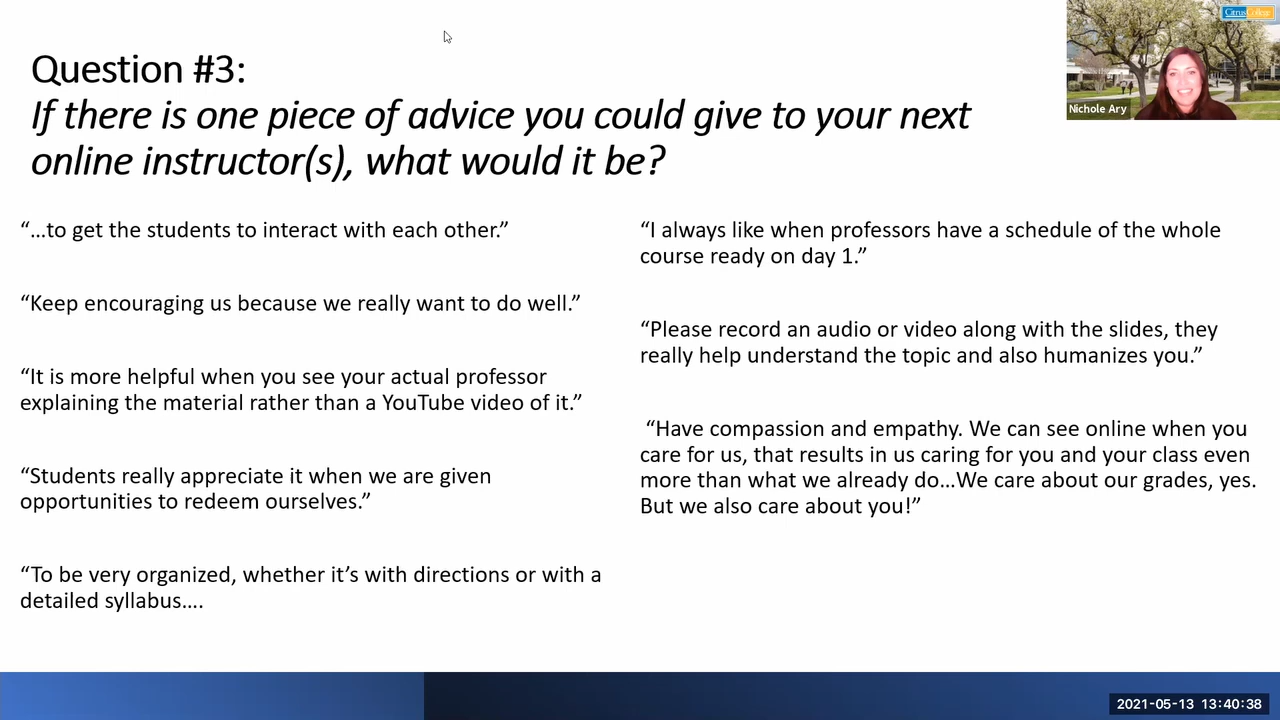 Question #3:
If there is one piece of advice you could give to your next
online instructor(s), what would it be?
CitrusCollege
Nichole Ary
“…to get the students to interact with each other.”
“Keep encouraging us because we really want to do well.”
“It is more helpful when you see your actual professor
explaining the material rather than a YouTube video of it.”
“Students really appreciate it when we are given
opportunities to redeem ourselves.”
“To be very organized, whether it’s with directions or with a
detailed syllabus….
“I always like when professors have a schedule of the whole
course ready on day 1.”
“Please record an audio or video along with the slides, they
really help understand the topic and also humanizes you.”
“Have compassion and empathy. We can see online when you
care for us, that results in us caring for you and your class even
more than what we already do…We care about our grades, yes.
But we also care about you!”
2021-05-13 13:40:38